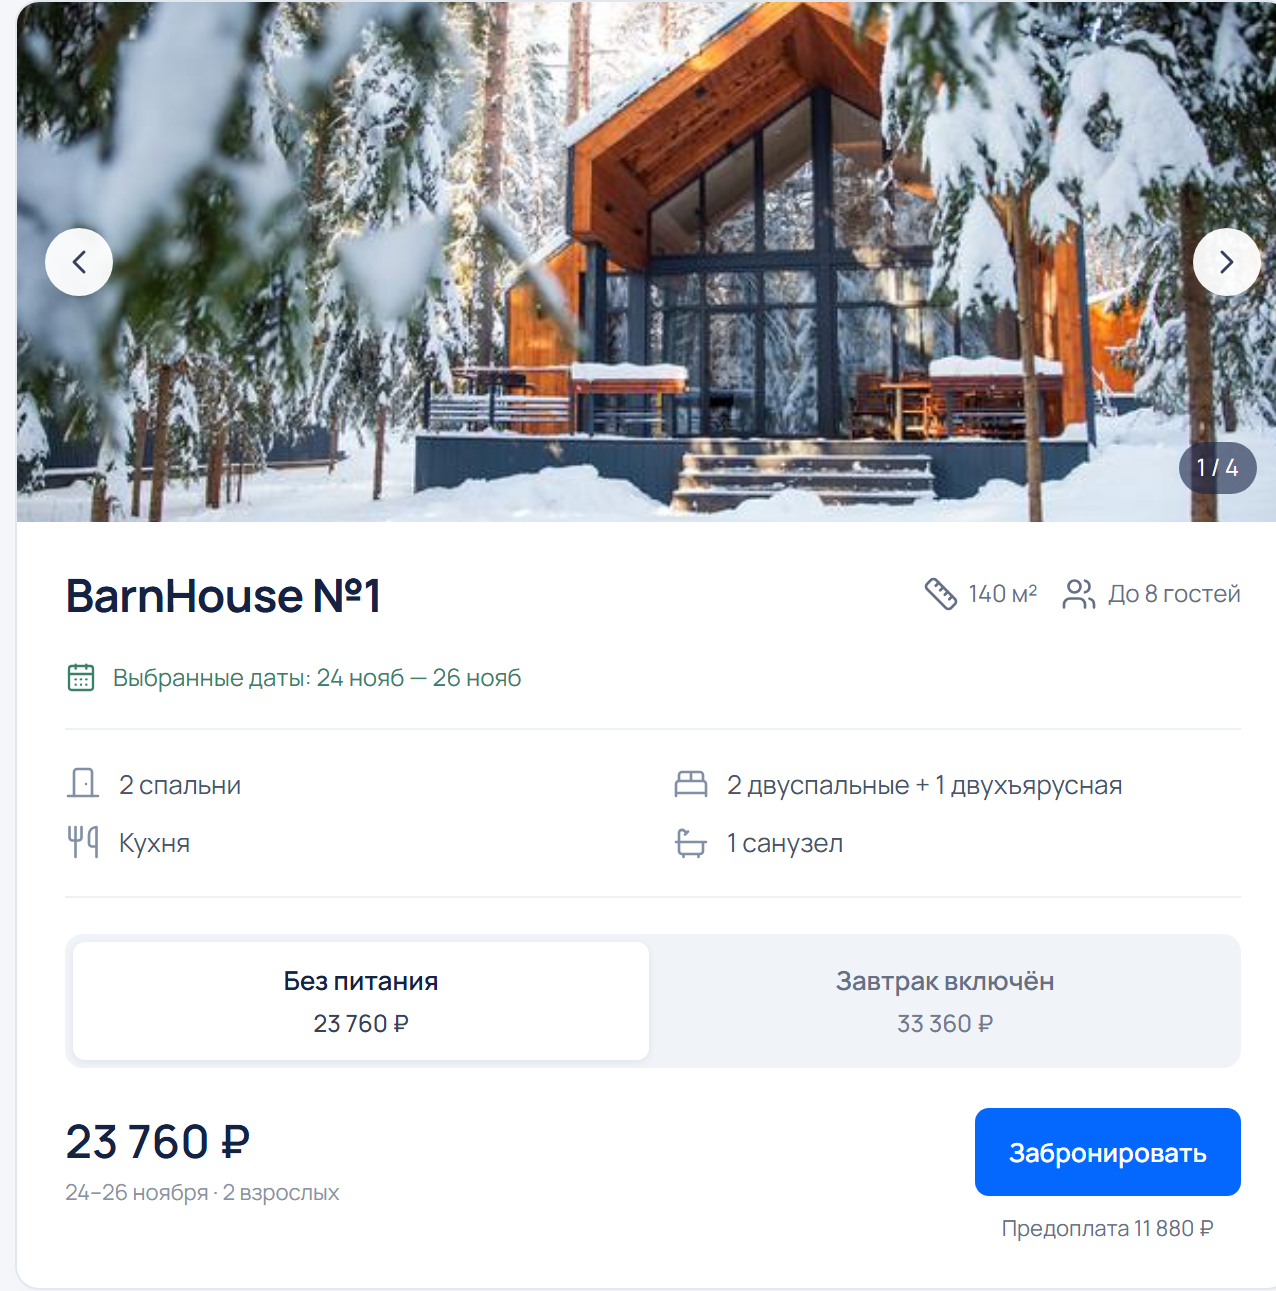 1 / 4
BarnHouse №1
140 м²
До 8 гостей
Выбранные даты: 24 нояб — 26 нояб
2 спальни
2 двуспальные + 1 двухъярусная
Кухня
1 санузел
Без питания
23 760 ₽
Завтрак включён
33 360 ₽
23 760 ₽
24–26 ноября · 2 взрослых
Забронировать
Предоплата 11 880 ₽